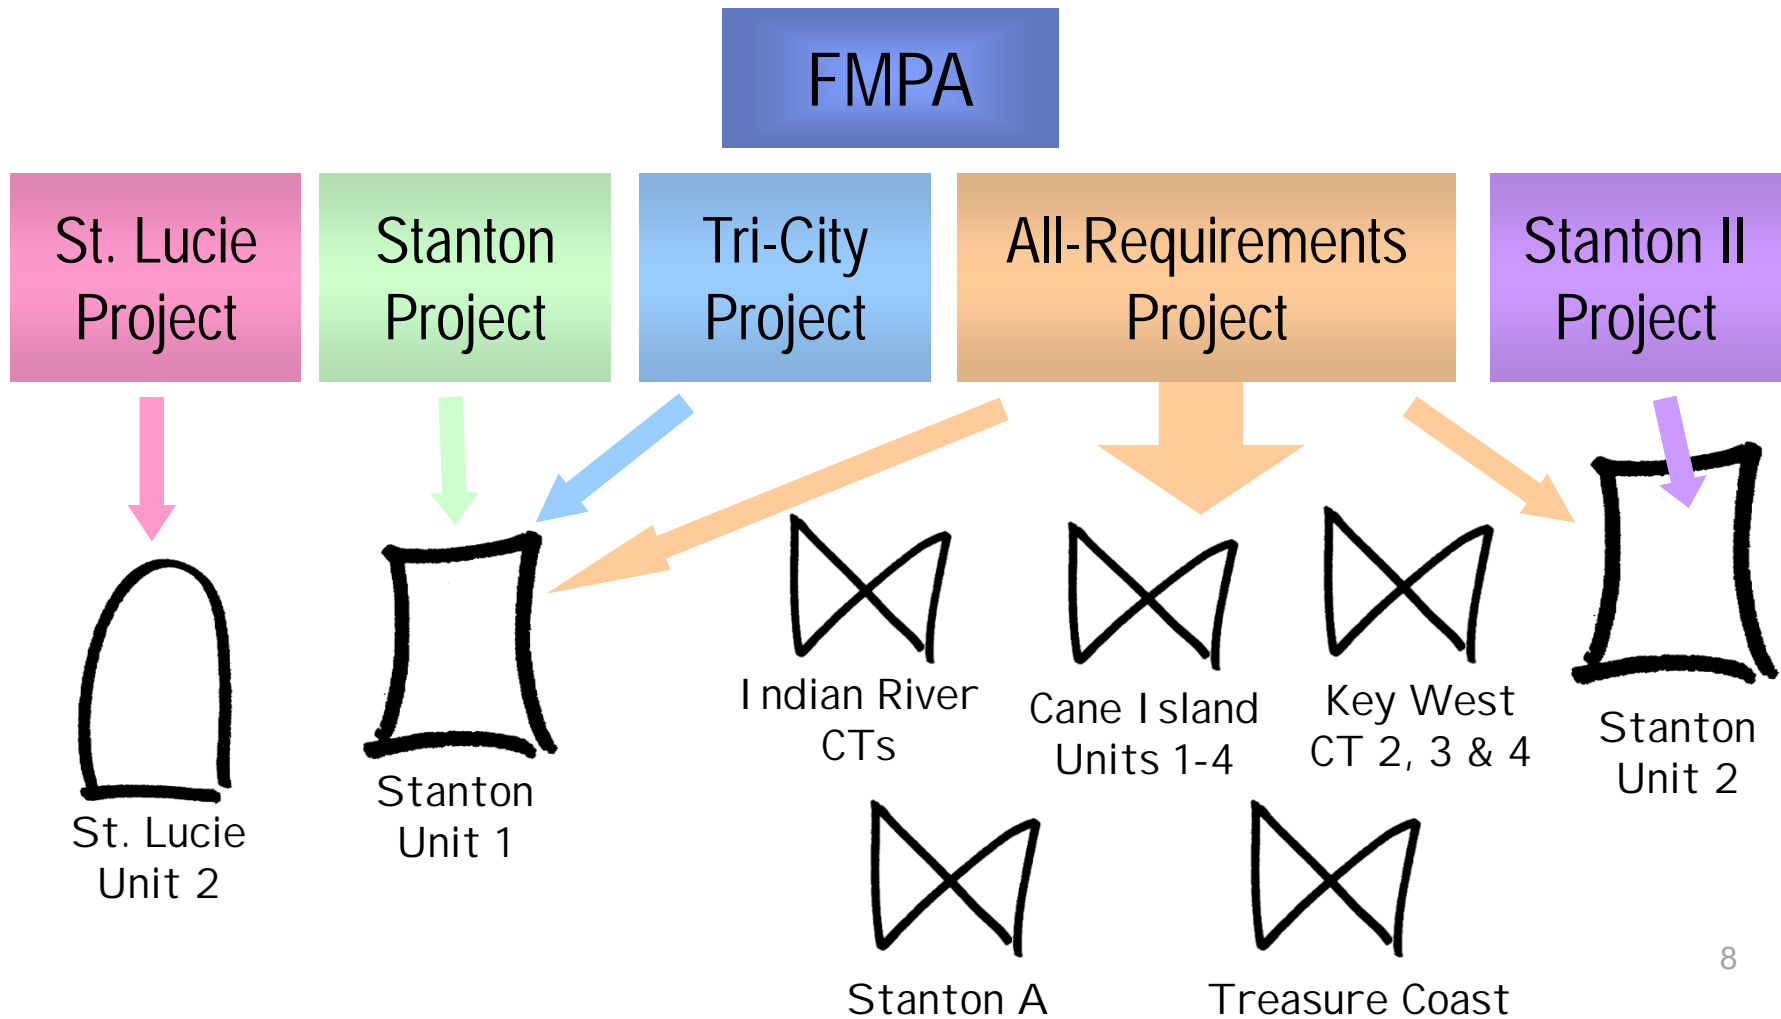 FMPA
St. Lucie
Project
Stanton
Project
Tri-City
Project
All-Requirements
Project
Stanton II
Project
St. Lucie
Unit 2
Stanton
Unit 1
Indian River
CTs
Cane Island
Units 1-4
Key West
CT 2, 3 & 4
Stanton
Unit 2
Stanton A
Treasure Coast
8